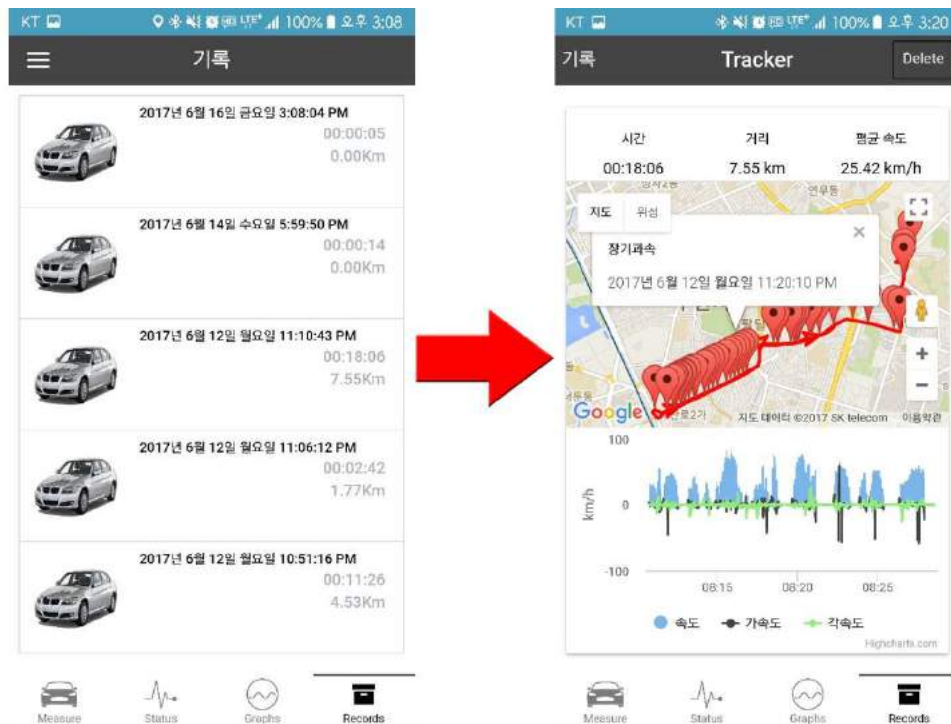 KT LTE+ 100% 오후 3:08
기록
2017년 6월 16일 금요일 3:08:04 PM
00:00:05
0.00Km
2017년 6월 14일 수요일 5:59:50 PM
00:00:14
0.00Km
2017년 6월 12일 월요일 11:10:43 PM
00:18:06
7.55Km
2017년 6월 12일 월요일 11:06:12 PM
00:02:42
1.77Km
2017년 6월 12일 월요일 10:51:16 PM
00:11:26
4.53Km
Measure Status Graphs Records
KT LTE+ 100% 오후 3:20
기록 Tracker Delete
시간 거리 평균 속도
00:18:06 7.55 km 25.42 km/h
연무동
지도 위성
장기과속
2017년 6월 12일 월요일 11:20:10 PM
Google 지도 데이터 ©2017 SK telecom 이용약관
100
km/h
0
-100
08:15 08:20 08:25
속도 가속도 각속도
Highcharts.com
Measure Status Graphs Records